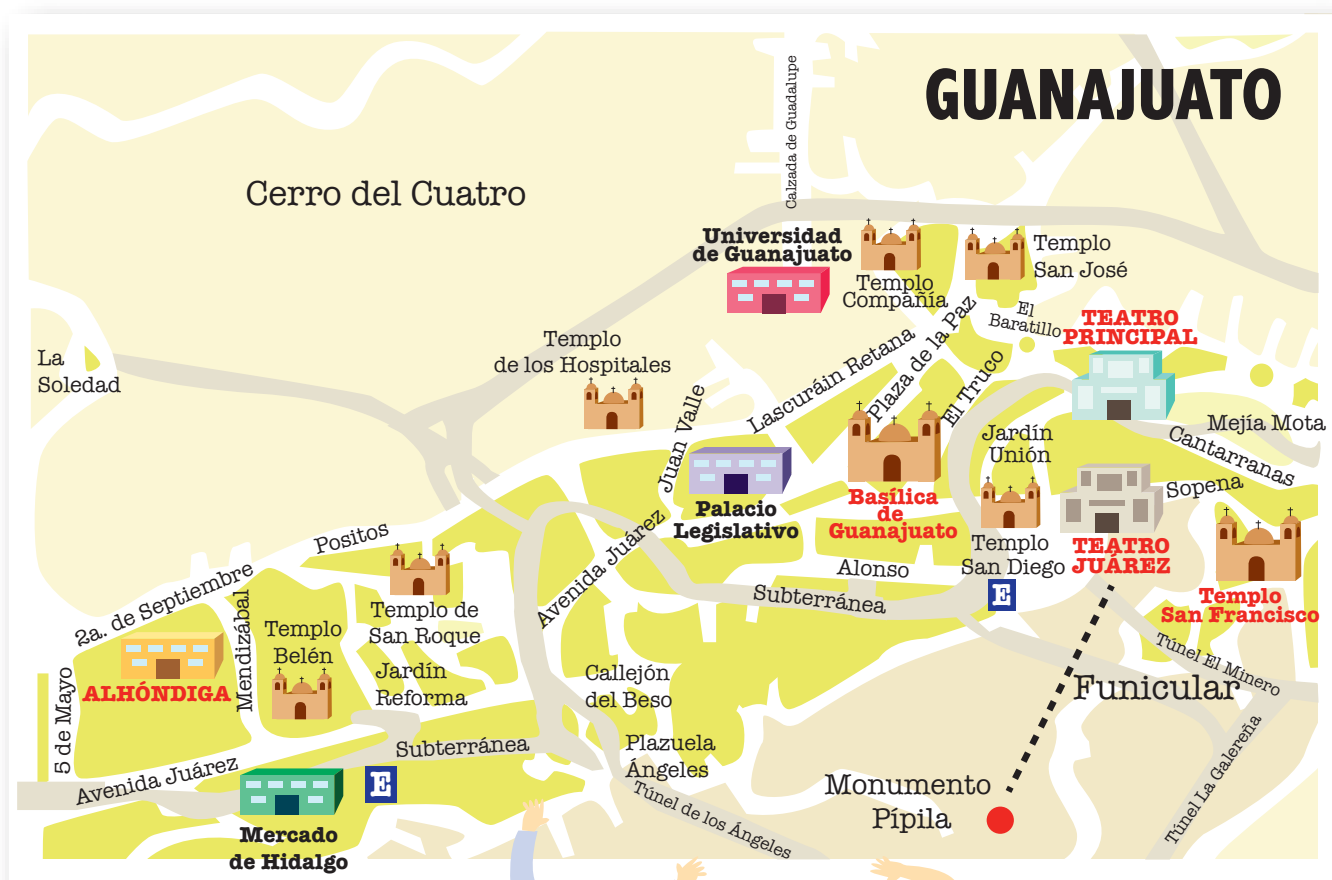 GUANAJUATO
Calzada de Guadalupe
Cerro del Cuatro
Universidad
de Guanajuato
Templo
Compañía
Templo
San José
El
Baratillo
TEATRO
PRINCIPAL
La
Soledad
Templo
de los Hospitales
Juan Valle
Lascuráin Retana
Plaza de la Paz
El Truco
Jardín
Unión
Mejía Mota
Cantarranas
Sopena
Palacio
Legislativo
Basílica
de
Guanajuato
Templo
San Diego
E
TEATRO
JUÁREZ
Templo
San Francisco
Positos
Avenida Juárez
Alonso
Subterránea
2a. de Septiembre
Mendizábal
Templo
Belén
Templo de
San Roque
Jardín
Reforma
ALHÓNDIGA
5 de Mayo
Callejón
del Beso
Túnel El Minero
Funicular
Avenida Juárez
Subterránea
E
Plazuela
Ángeles
Túnel de los Ángeles
Monumento
Pípila
Túnel La Galereña
Mercado
de Hidalgo